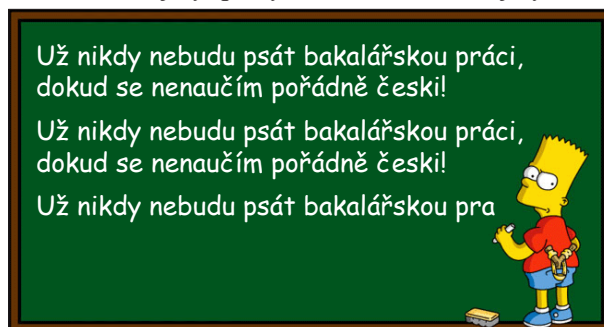 Už nikdy nebudu psát bakalářskou práci,
dokud se nenaučím pořádně česki!
Už nikdy nebudu psát bakalářskou práci,
dokud se nenaučím pořádně česki!
Už nikdy nebudu psát bakalářskou pra